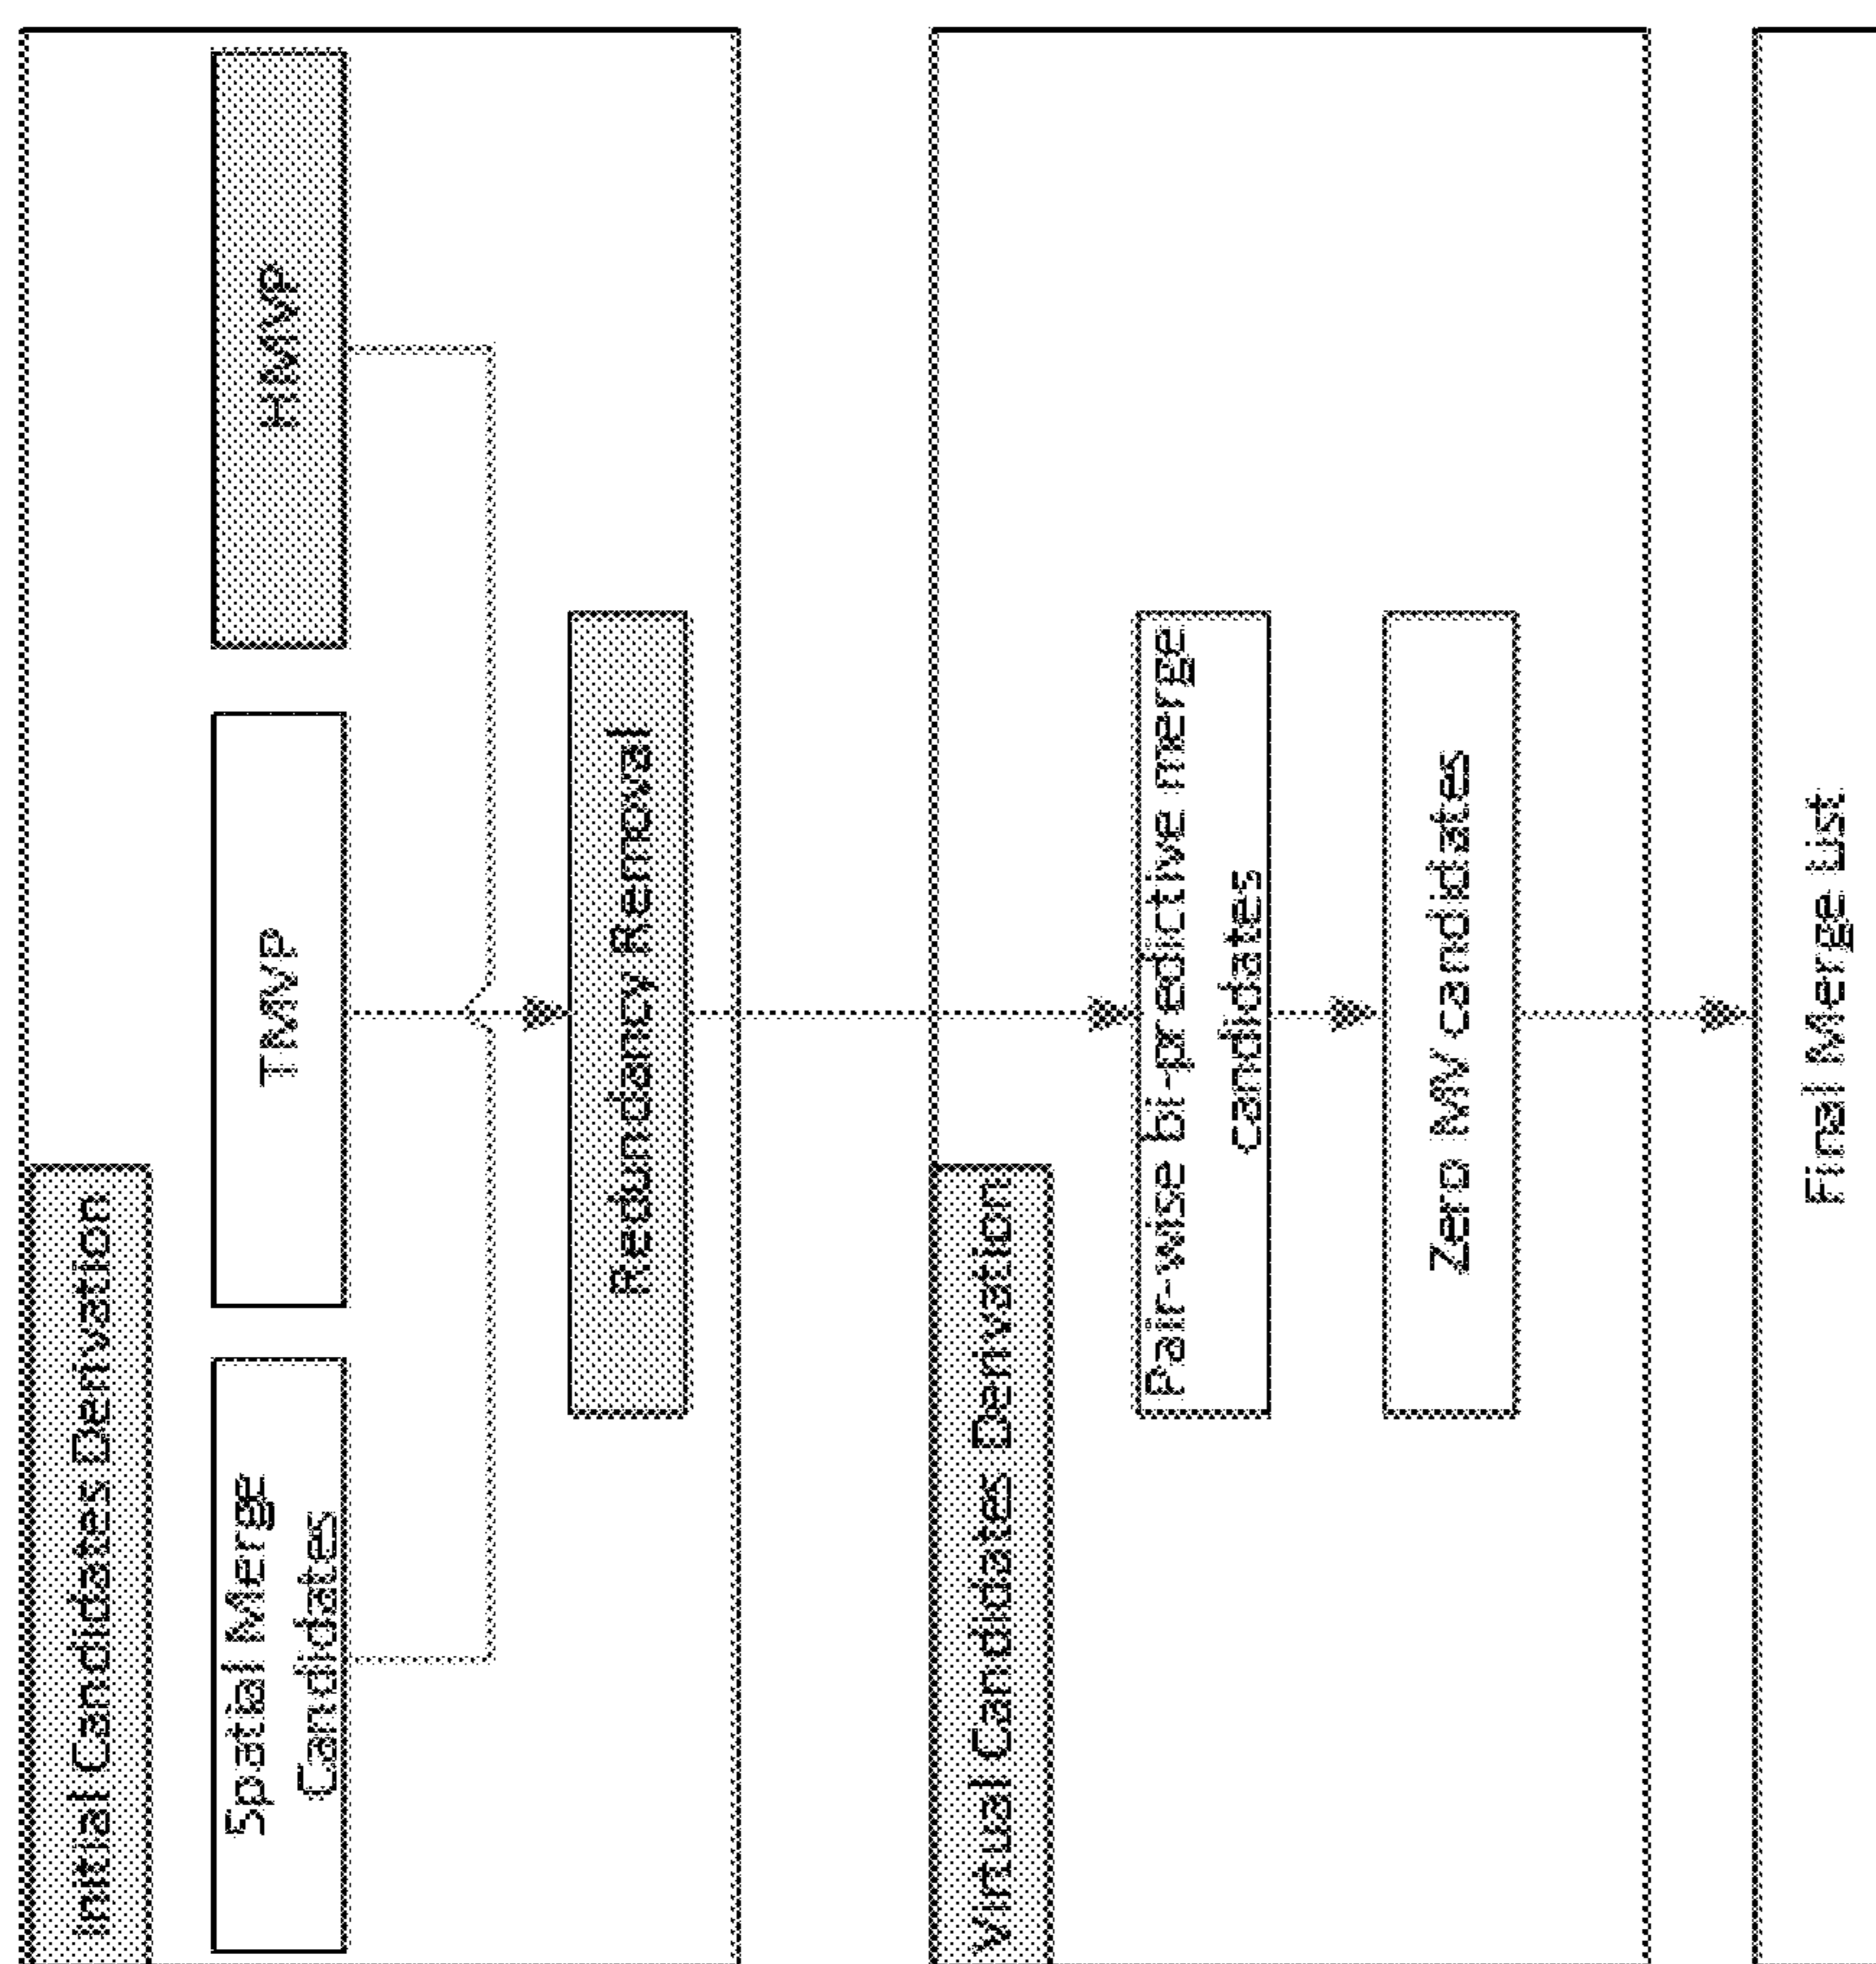 Initial Candidates Derivation
Spatial Merge
Candidates
TMVP
HMVP
Redundancy Removal
Virtual Candidates Derivation
Pair-wise bi-predictive merge
candidates
Zero MV candidates
Final Merge List